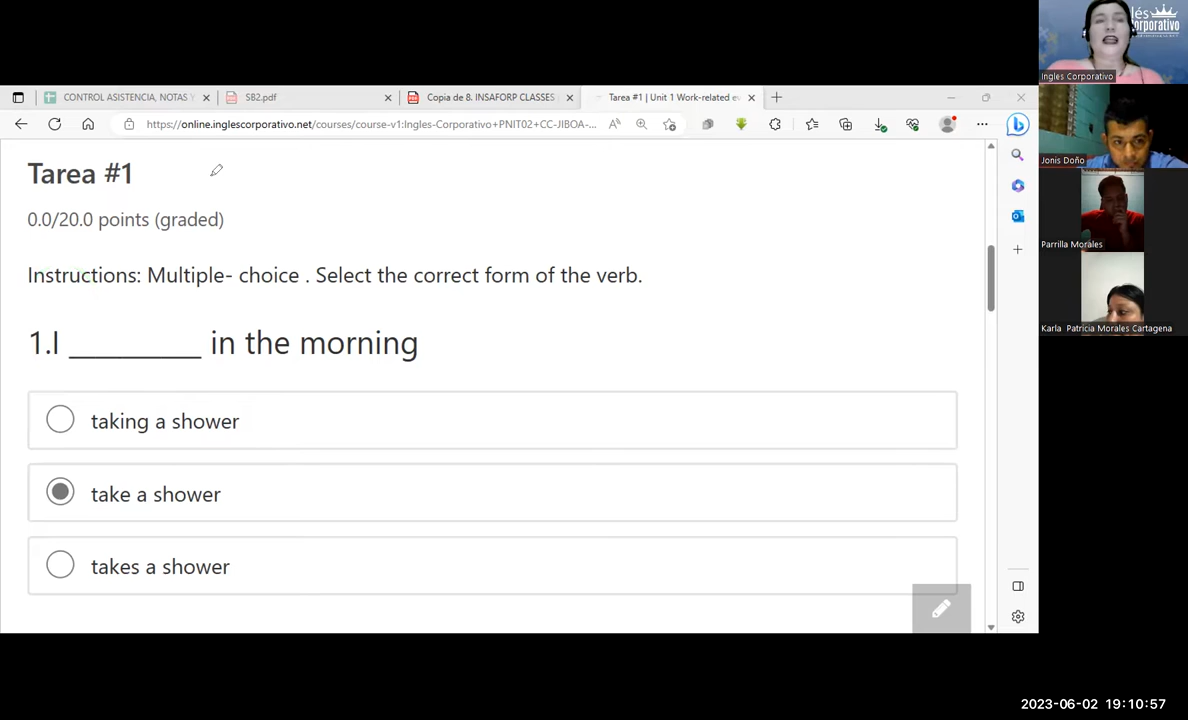 lés
orporativo
Ingles Corporativo
CONTROL ASISTENCIA, NOTAS Y
SB2.pdf
Copia de 8. INSAFORP CLASSES
Tarea #1 | Unit 1 Work-related e
https://online.inglescorporativo.net/courses/course-v1:Ingles-Corporativo+PNIT02+CC-JIBOA-...
Jonis Doño
Tarea #1
0.0/20.0 points (graded)
Parrilla Morales
Instructions: Multiple- choice . Select the correct form of the verb.
1.I __________ in the morning
Karla Patricia Morales Cartagena
taking a shower
take a shower
takes a shower
2023-06-02 19:10:57